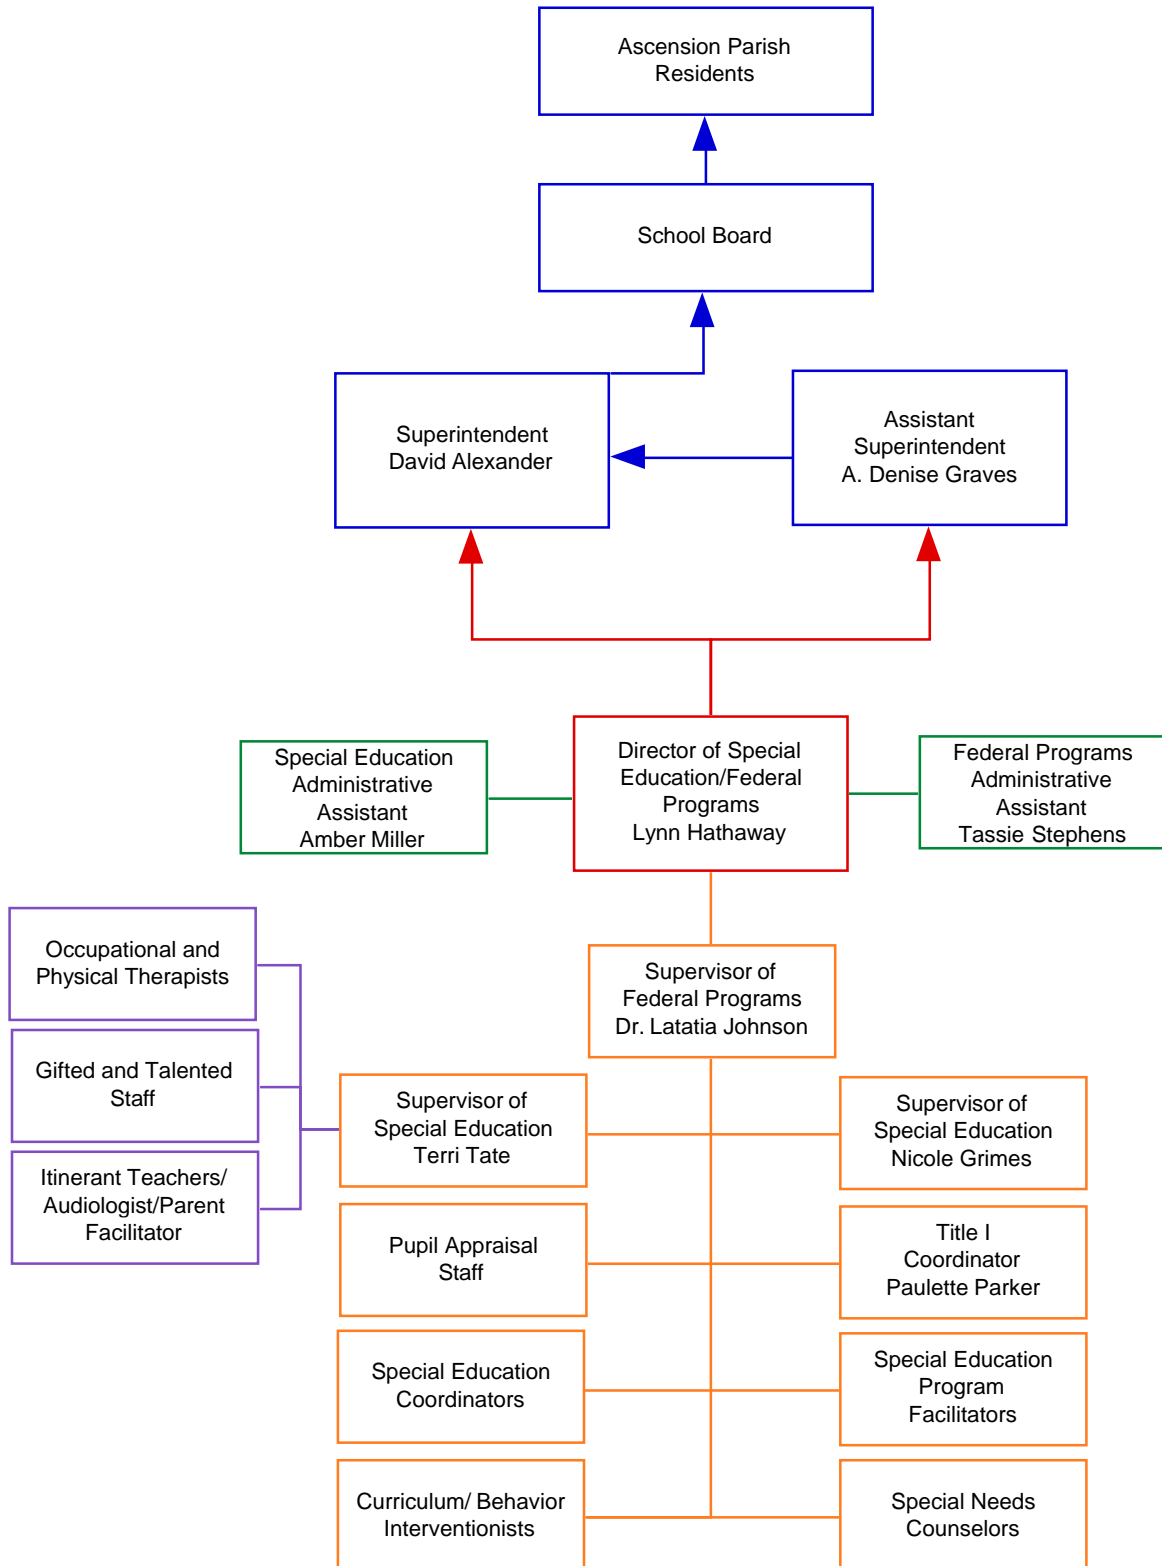 Ascension Parish
Residents
School Board
Superintendent
David Alexander
Assistant
Superintendent
A. Denise Graves
Special Education
Administrative
Assistant
Amber Miller
Director of Special
Education/Federal
Programs
Lynn Hathaway
Federal Programs
Administrative
Assistant
Tassie Stephens
Occupational and
Physical Therapists
Supervisor of
Federal Programs
Dr. Latatia Johnson
Gifted and Talented
Staff
Supervisor of
Special Education
Terri Tate
Supervisor of
Special Education
Nicole Grimes
Itinerant Teachers/
Audiologist/Parent
Facilitator
Pupil Appraisal
Staff
Title I
Coordinator
Paulette Parker
Special Education
Coordinators
Special Education
Program
Facilitators
Curriculum/ Behavior
Interventionists
Special Needs
Counselors